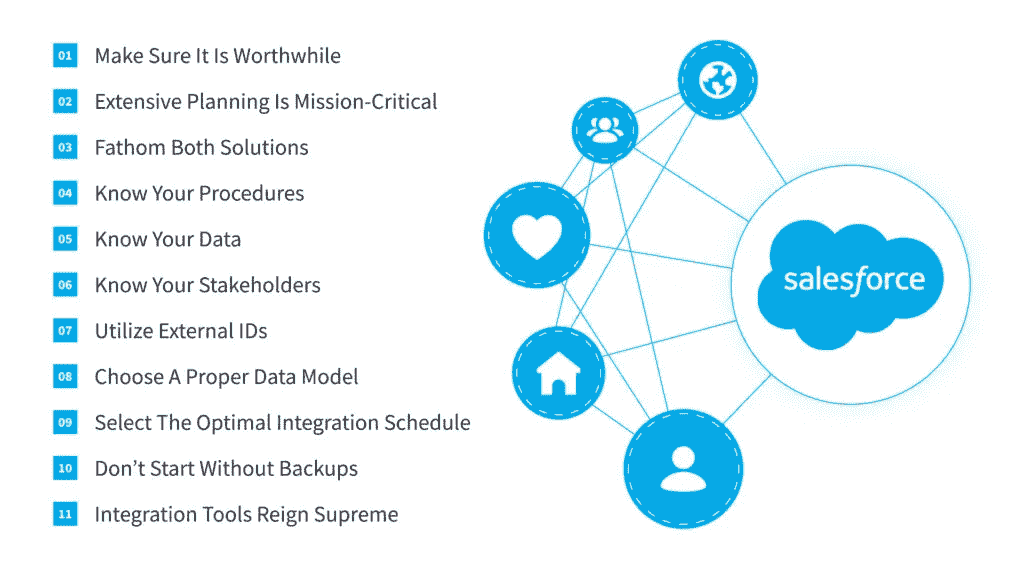 01 Make Sure It Is Worthwhile
02 Extensive Planning Is Mission-Critical
03 Fathom Both Solutions
04 Know Your Procedures
05 Know Your Data
06 Know Your Stakeholders
07 Utilize External IDs
08 Choose A Proper Data Model
09 Select The Optimal Integration Schedule
10 Don’t Start Without Backups
11 Integration Tools Reign Supreme
salesforce